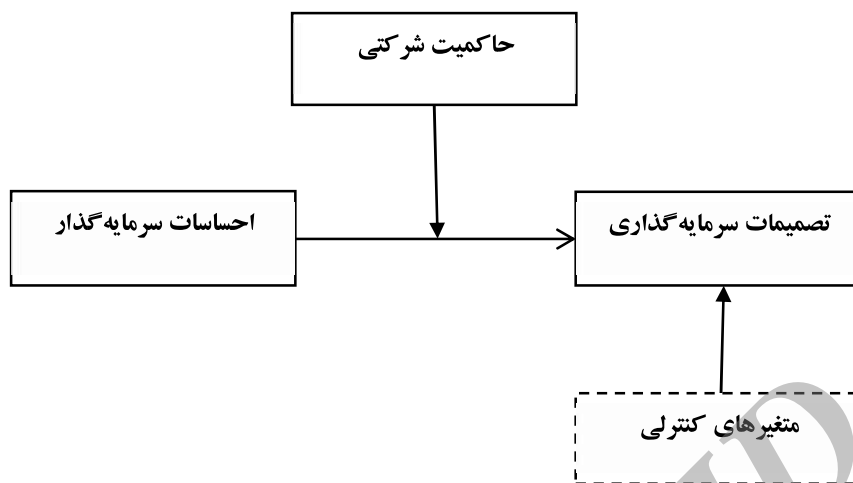 حاکمیت شرکتی
احساسات سرمایه‌گذار
تصمیمات سرمایه‌گذاری
متغیرهای کنترلی